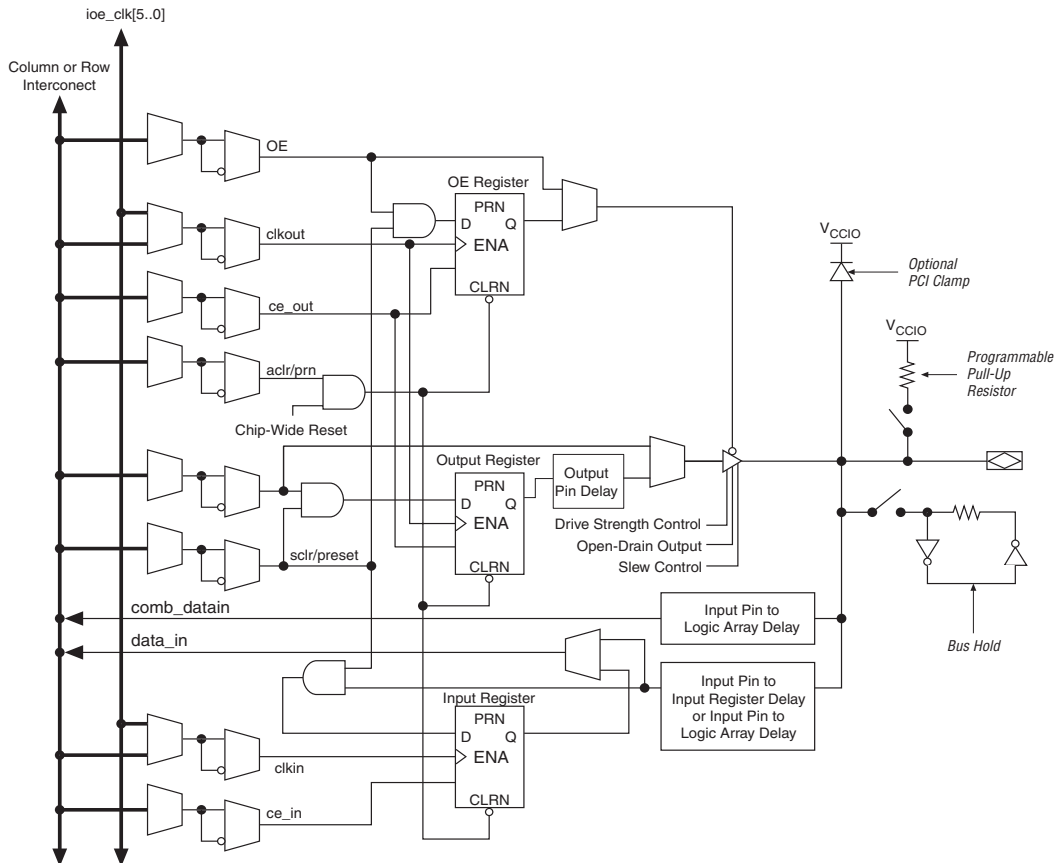 ioe_clk[5..0]
Column or Row
Interconect
OE
OE Register
PRN
D
Q
ENA
CLRN
clkout
ce_out
aclr/prn
Chip-Wide Reset
VCCIO
Optional
PCI Clamp
VCCIO
Programmable
Pull-Up
Resistor
Output Register
PRN
D
Q
ENA
CLRN
Output
Pin Delay
Drive Strength Control
Open-Drain Output
Slew Control
sclr/preset
comb_datain
Input Pin to
Logic Array Delay
Bus Hold
data_in
Input Pin to
Input Register Delay
or Input Pin to
Logic Array Delay
Input Register
PRN
D
Q
ENA
CLRN
clkin
ce_in